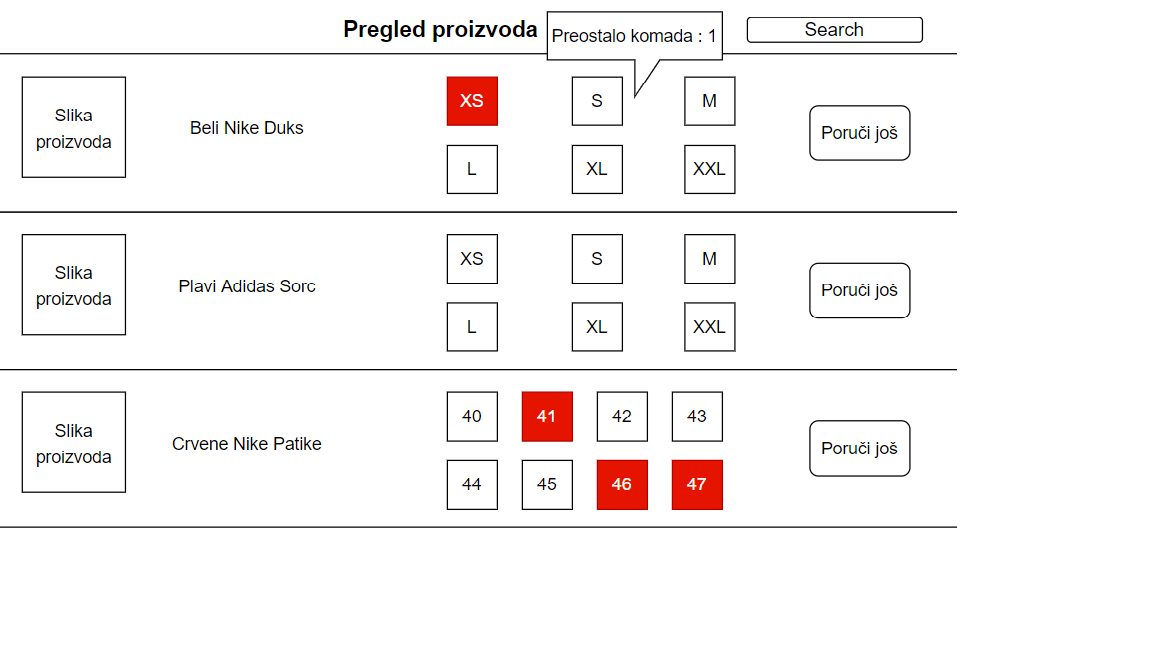 Pregled proizvoda
Preostalo komada : 1
Search
Slika
proizvoda
Beli Nike Duks
XS
S
M
L
XL
XXL
Poruči još
Slika
proizvoda
Plavi Adidas Sorc
XS
S
M
L
XL
XXL
Poruči još
Slika
proizvoda
Crvene Nike Patike
40
41
42
43
44
45
46
47
Poruči još